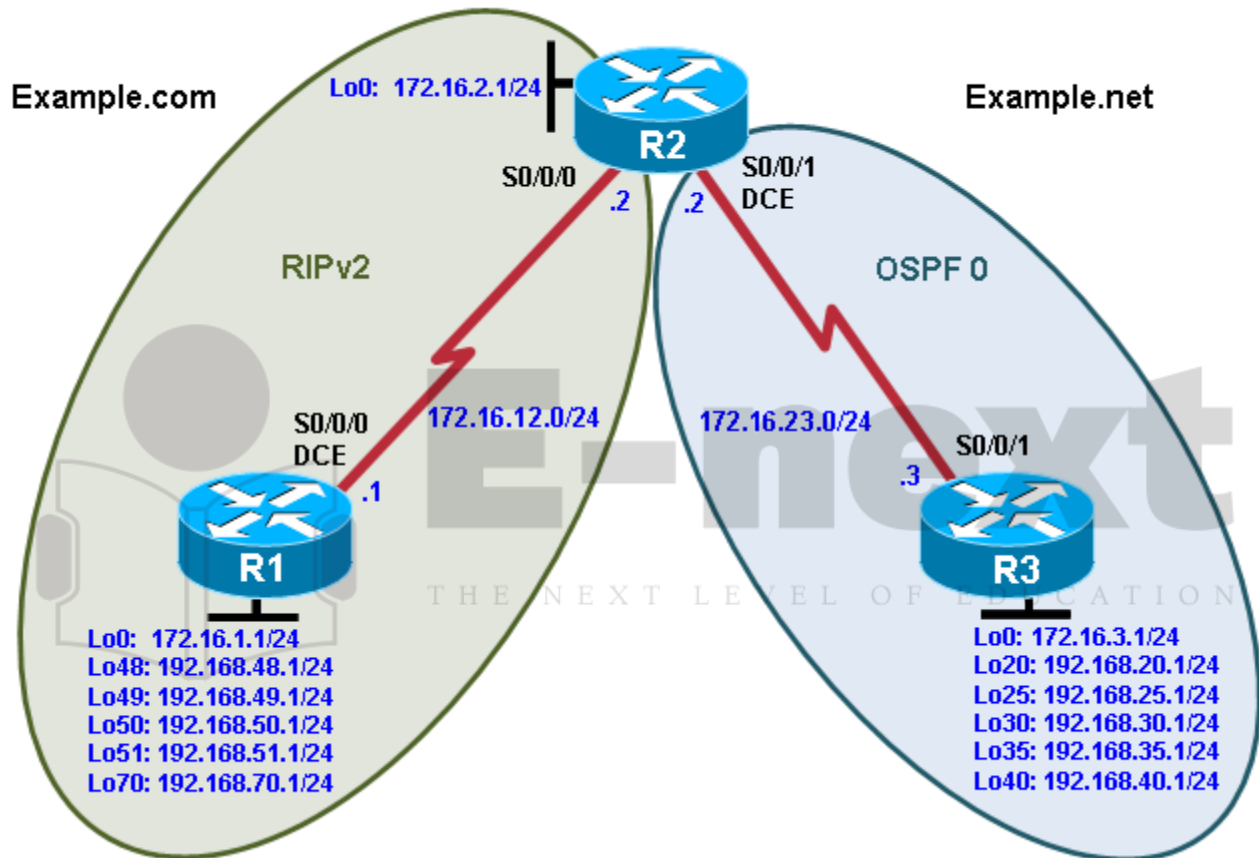 Example.com
Lo0: 172.16.2.1/24
Example.net
R2
S0/0/0
S0/0/1
DCE
.2
.2
RIPv2
OSPF 0
E-next
THE NEXT LEVEL OF EDUCATION
S0/0/0
DCE
172.16.12.0/24
172.16.23.0/24
S0/0/1
.1
.3
R1
R3
Lo0: 172.16.1.1/24
Lo48: 192.168.48.1/24
Lo49: 192.168.49.1/24
Lo50: 192.168.50.1/24
Lo51: 192.168.51.1/24
Lo70: 192.168.70.1/24
Lo0: 172.16.3.1/24
Lo20: 192.168.20.1/24
Lo25: 192.168.25.1/24
Lo30: 192.168.30.1/24
Lo35: 192.168.35.1/24
Lo40: 192.168.40.1/24